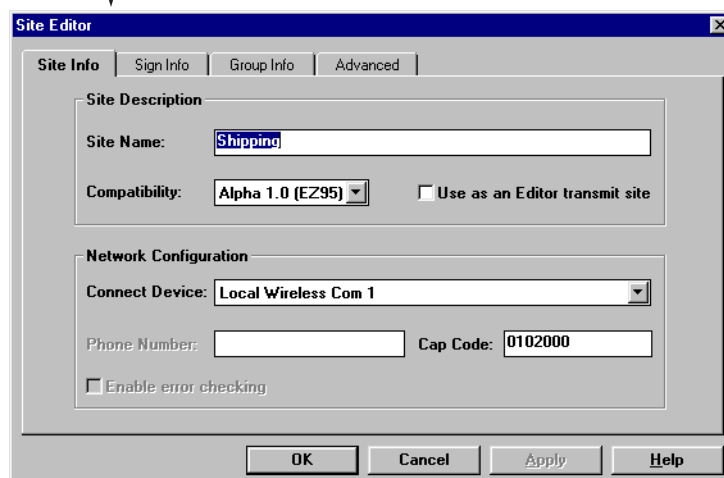 Site Editor
Site Info Sign Info Group Info Advanced
Site Description
Site Name: Shipping
Compatibility: Alpha 1.0 (EZ95) Use as an Editor transmit site
Network Configuration
Connect Device: Local Wireless Com 1
Phone Number: Cap Code: 0102000
Enable error checking
OK Cancel Apply Help